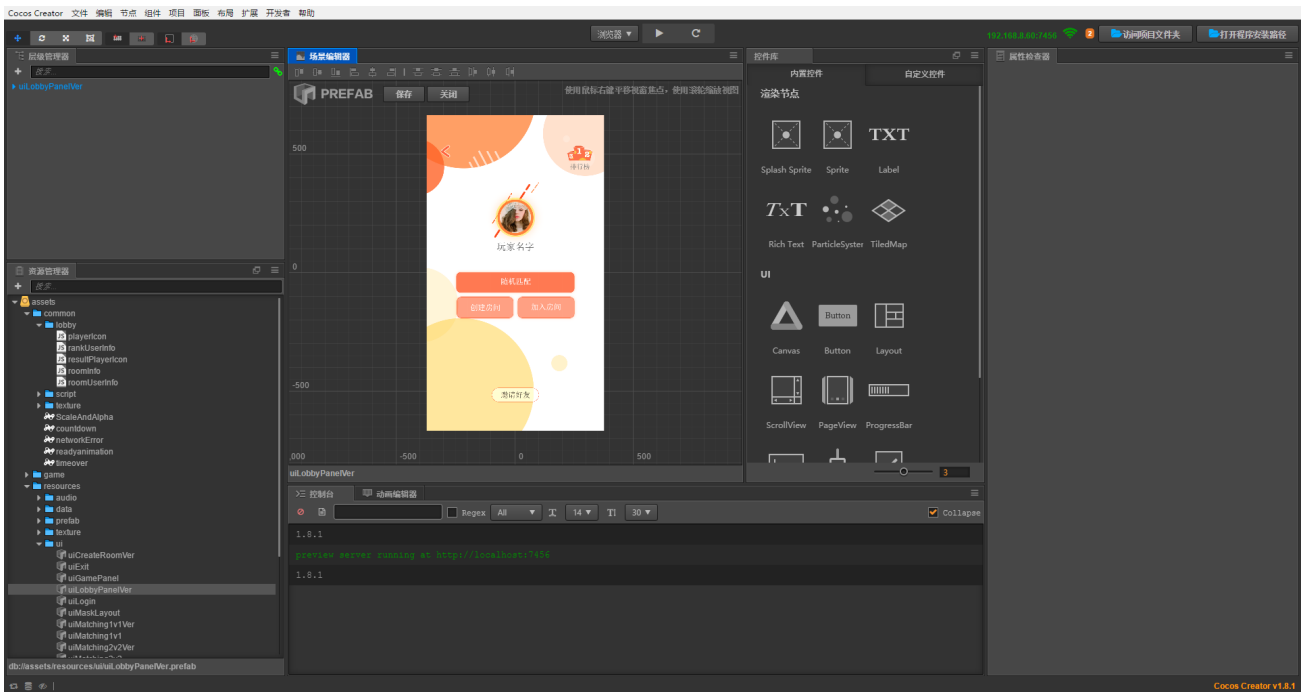 Cocos Creator 文件 编辑 节点 组件 项目 面板 布局 扩展 开发者 帮助
浏览器
192.168.8.60:7456
2
访问项目文件夹
打开程序安装路径
层级管理器
搜索...
uiLobbyPanelVer
场景编辑器
PREFAB
保存
关闭
使用鼠标右键平移视窗焦点，使用滚轮缩放视图
500
0
-500
,000
-500
0
500
排行榜
玩家名字
随机匹配
创建房间
加入房间
邀请好友
uiLobbyPanelVer
控件库
内置控件
自定义控件
渲染节点
TXT
Splash Sprite
Sprite
Label
TxT
Rich Text
ParticleSyster
TiledMap
UI
Button
Canvas
Button
Layout
ScrollView
PageView
ProgressBar
3
属性检查器
资源管理器
搜索...
assets
common
lobby
playerIcon
rankUserInfo
resultPlayerIcon
roomInfo
roomUserInfo
script
texture
ScaleAndAlpha
countdown
networkError
readyanimation
timeover
game
resources
audio
data
prefab
texture
ui
uiCreateRoomVer
uiExit
uiGamePanel
uiLobbyPanelVer
uiLogin
uiMaskLayout
uiMatching1v1Ver
uiMatching1v1
uiMatching2v2Ver
db://assets/resources/ui/uiLobbyPanelVer.prefab
控制台
动画编辑器
Regex
All
14
30
Collapse
1.8.1
preview server running at http://localhost:7456
1.8.1
Cocos Creator v1.8.1